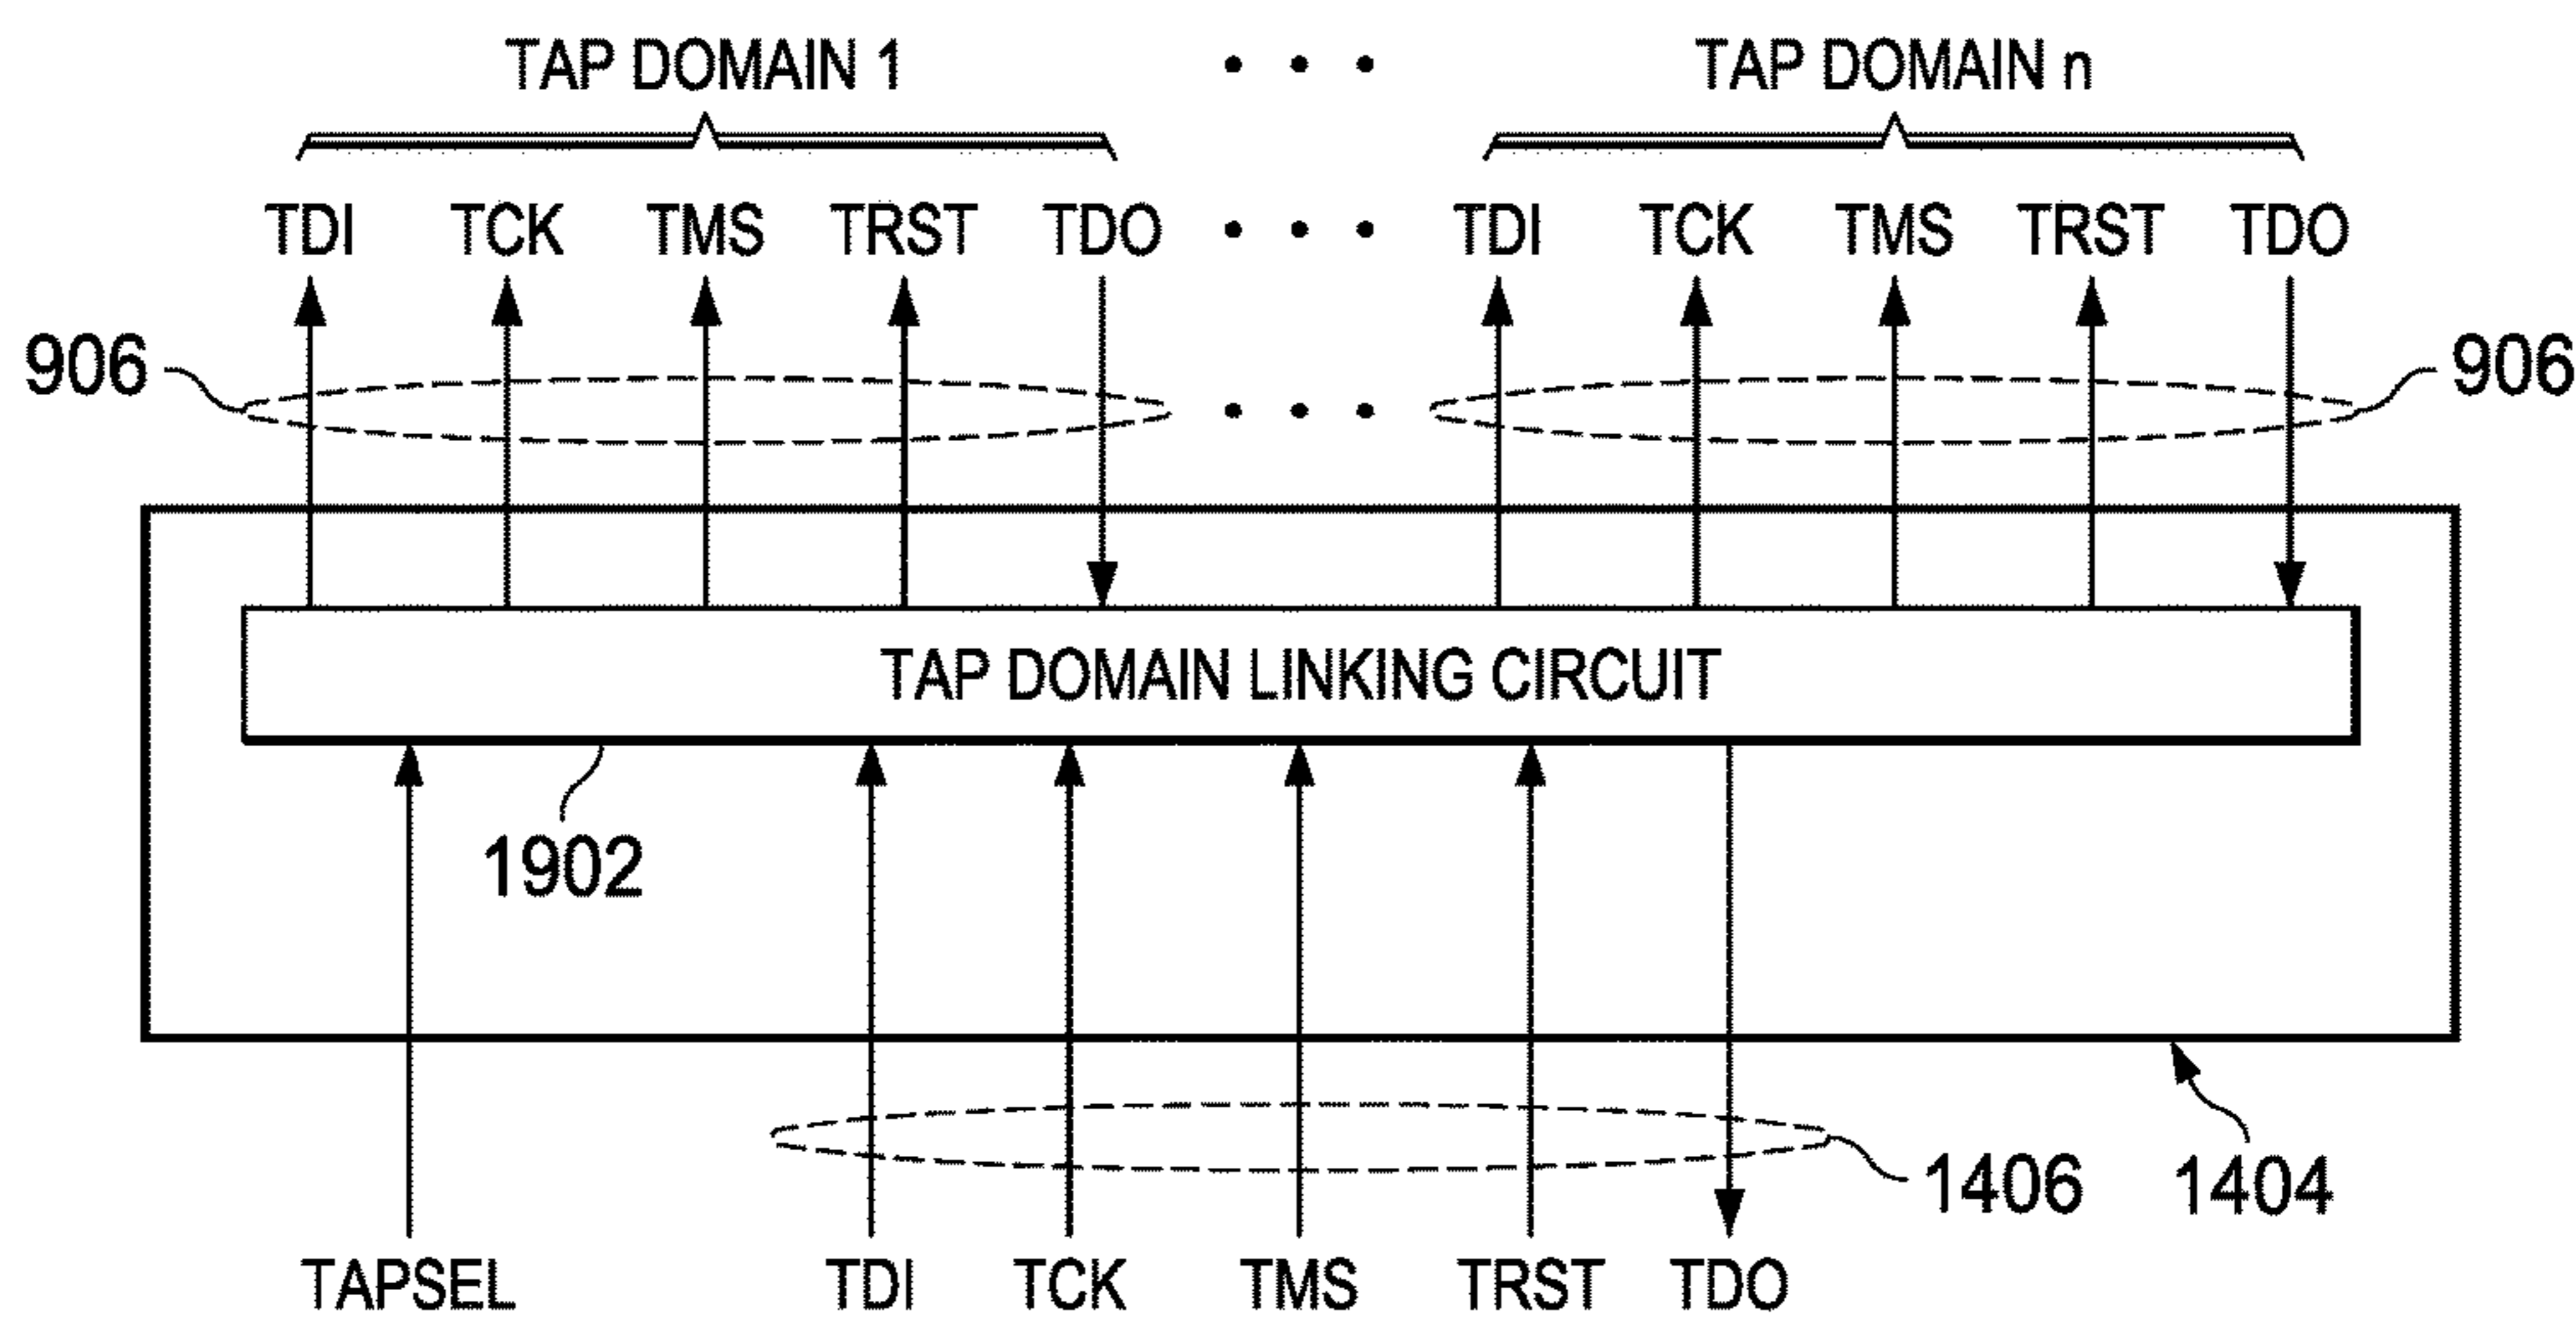 TAP DOMAIN 1 • • • TAP DOMAIN n
TDI TCK TMS TRST TDO • • • TDI TCK TMS TRST TDO
906 • • • 906
TAP DOMAIN LINKING CIRCUIT
1902
1406 1404
TAPSEL TDI TCK TMS TRST TDO